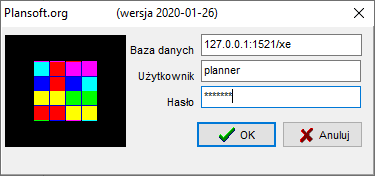 Plansoft.org (wersja 2020-01-26)
Baza danych 127.0.0.1:1521/xe
Użytkownik planner
Hasło *******
OK Anuluj